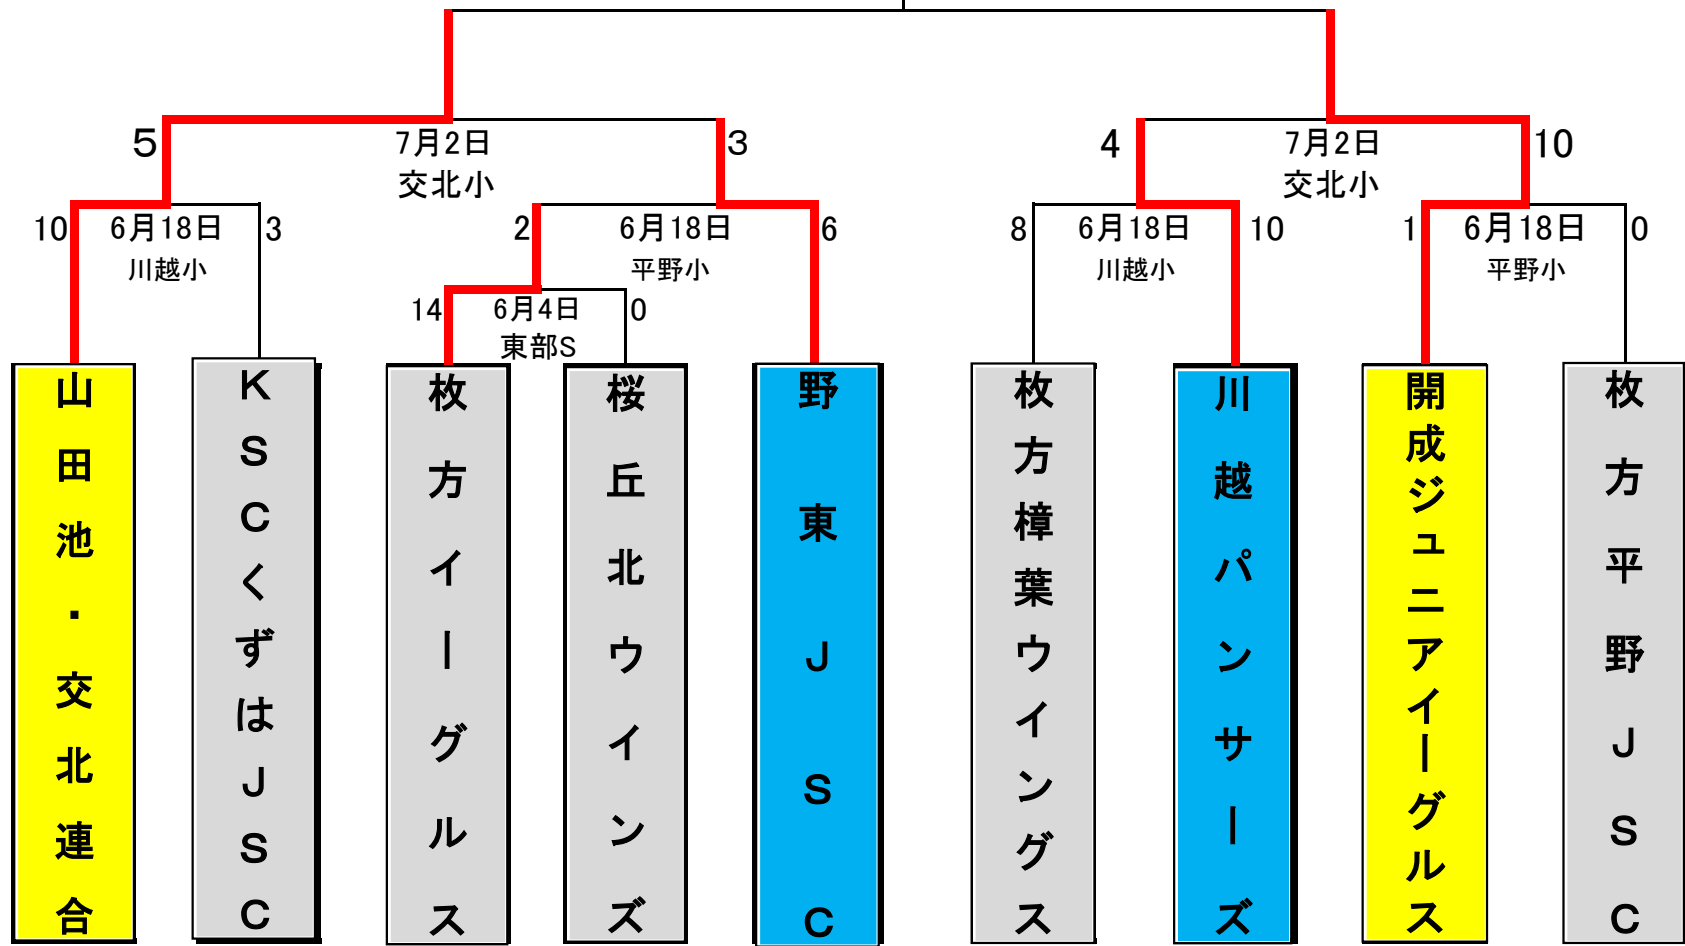 5 7月2日 3
交北小
4 7月2日 10
交北小
10 6月18日 3
川越小
2 6月18日 6
平野小
8 6月18日 10
川越小
1 6月18日 0
平野小
14 6月4日 0
東部S
山田池・交北連合
KSCくずはJSC
枚方イーグルス
桜丘北ウインズ
野東JSC
枚方樟葉ウイングス
川越パンサーズ
開成ジュニアイーグルス
枚方平野JSC